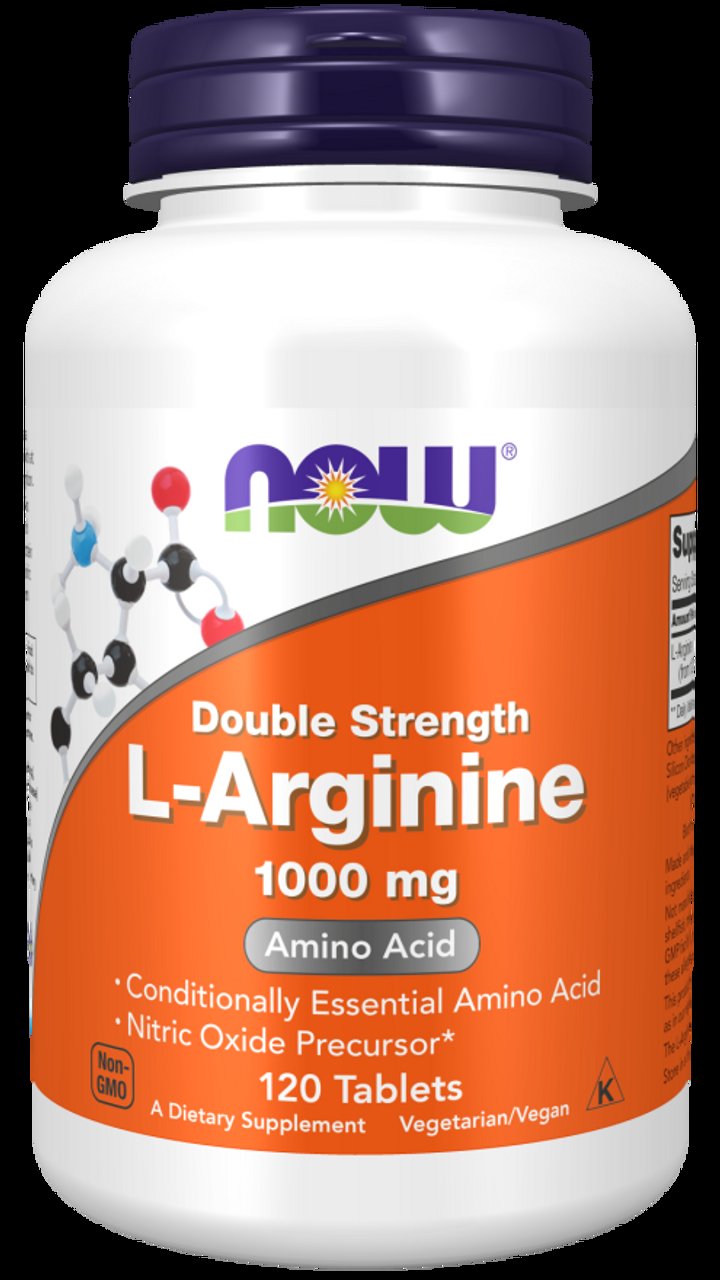 NOW®
Double Strength
L-Arginine
1000 mg
Amino Acid
• Conditionally Essential Amino Acid
• Nitric Oxide Precursor*
120 Tablets
Non-
GMO
A Dietary Supplement
Vegetarian/Vegan
K
L-Arginine